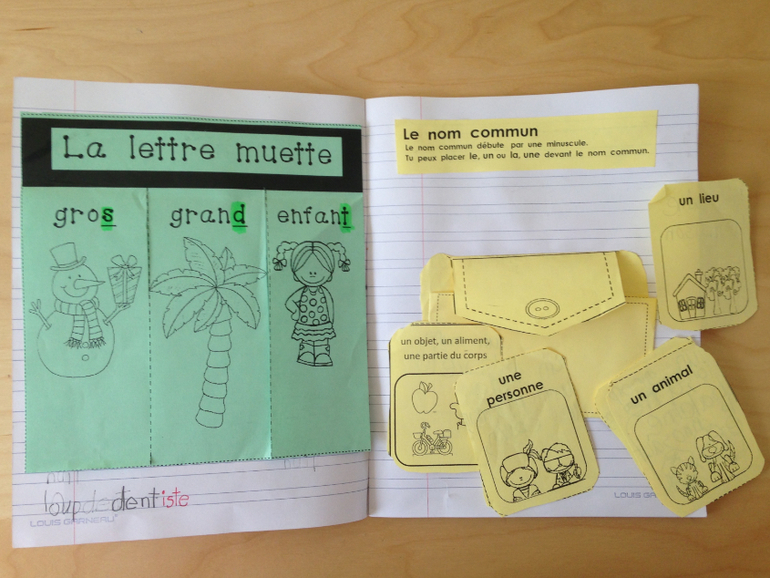 La lettre muette
gros grand enfant
loup dentiste
LOUIS GARNEAU
Le nom commun
Le nom commun débute par une minuscule.
Tu peux placer le, un ou la, une devant le nom commun.
un lieu
un objet, un aliment,
une partie du corps
une
personne
un animal
LOUIS GARNEAU